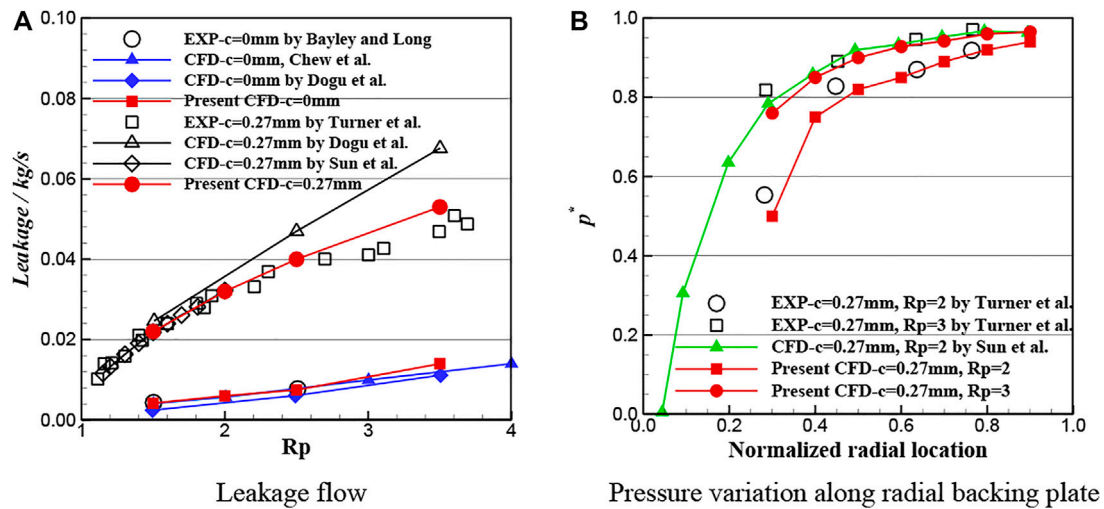 A
0.10
0.08
0.06
0.04
0.02
0.00
Leakage / kg/s
EXP-c=0mm by Bayley and Long
CFD-c=0mm, Chew et al.
CFD-c=0mm by Dogu et al.
Present CFD-c=0mm
EXP-c=0.27mm by Turner et al.
CFD-c=0.27mm by Dogu et al.
CFD-c=0.27mm by Sun et al.
Present CFD-c=0.27mm
1 2 3 4
Rp
Leakage flow
B
1.0
0.8
0.6
0.4
0.2
0.0
p*
EXP-c=0.27mm, Rp=2 by Turner et al.
EXP-c=0.27mm, Rp=3 by Turner et al.
CFD-c=0.27mm, Rp=2 by Sun et al.
Present CFD-c=0.27mm, Rp=2
Present CFD-c=0.27mm, Rp=3
0.0 0.2 0.4 0.6 0.8 1.0
Normalized radial location
Pressure variation along radial backing plate